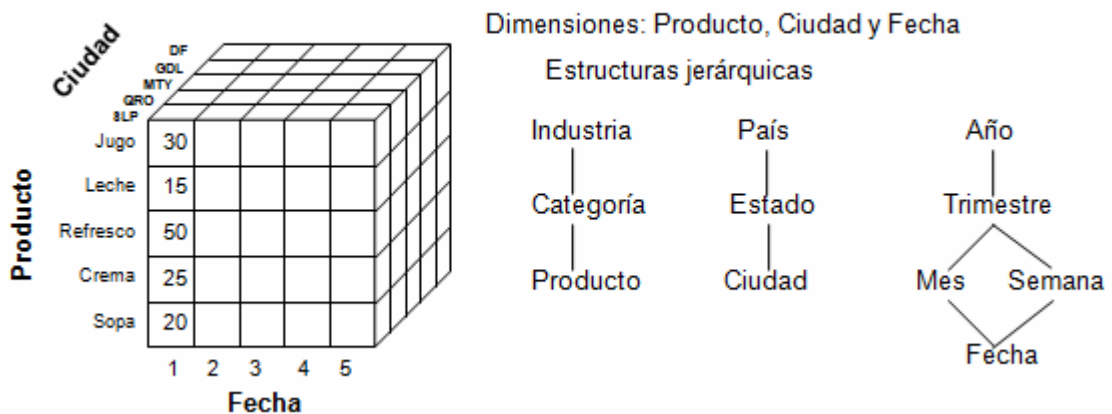 Dimensiones: Producto, Ciudad y Fecha
Estructuras jerárquicas
Ciudad
DF
GDL
MTY
QRO
SLP
Producto
Jugo 30
Leche 15
Refresco 50
Crema 25
Sopa 20
1 2 3 4 5
Fecha
Industria País Año
Categoría Estado Trimestre
Producto Ciudad Mes Semana
Fecha